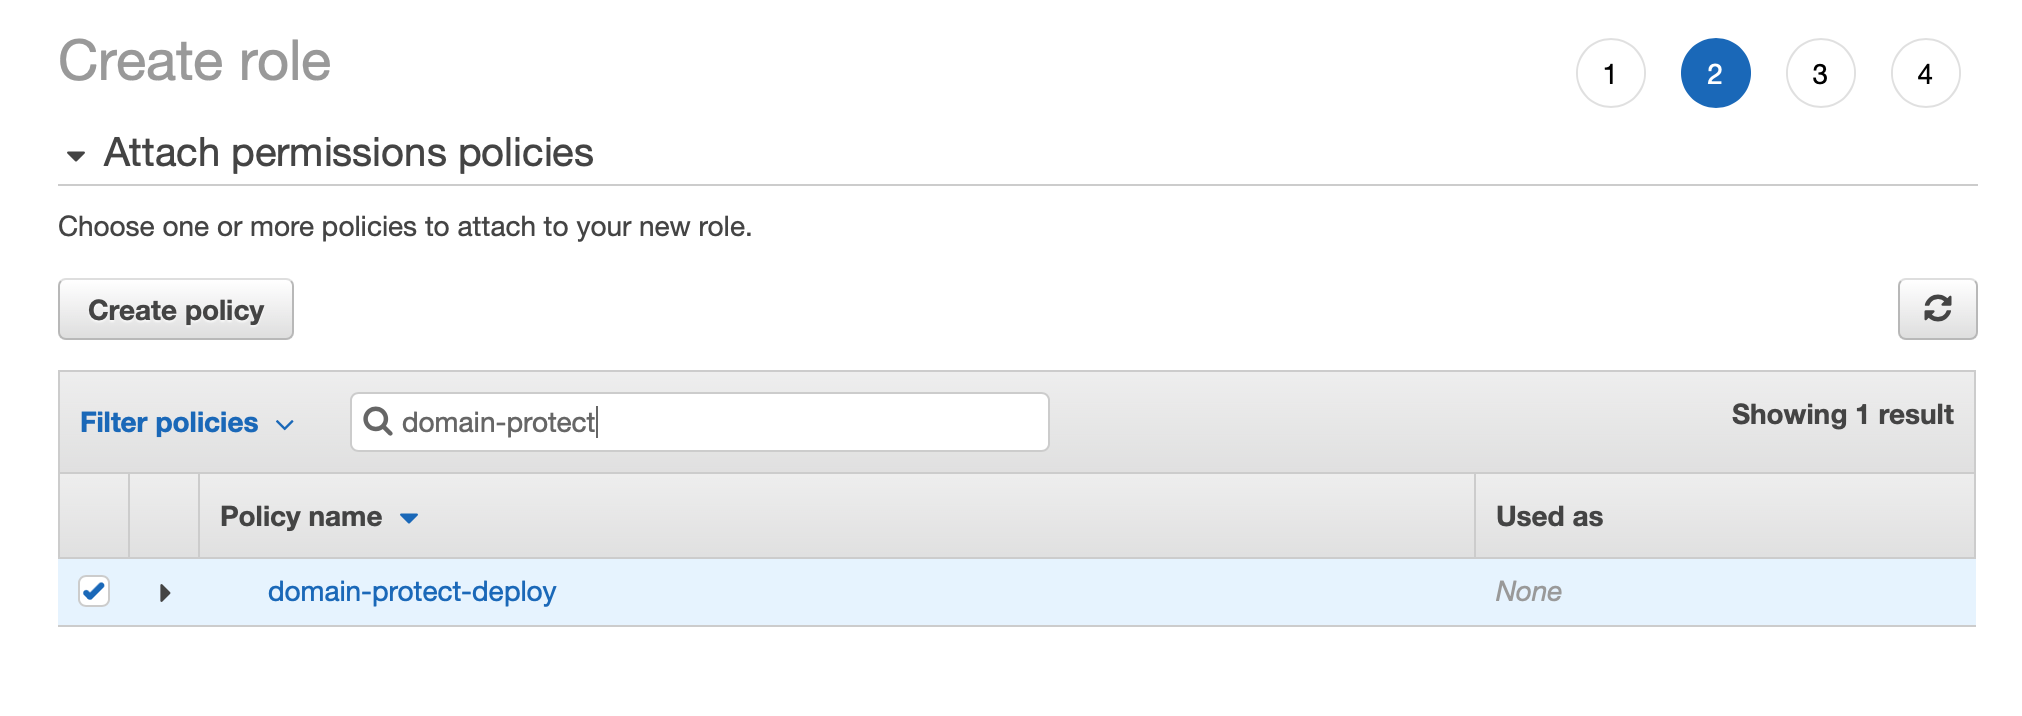 Create role
1 2 3 4
Attach permissions policies
Choose one or more policies to attach to your new role.
Create policy
Filter policies domain-protect Showing 1 result
Policy name Used as
domain-protect-deploy None